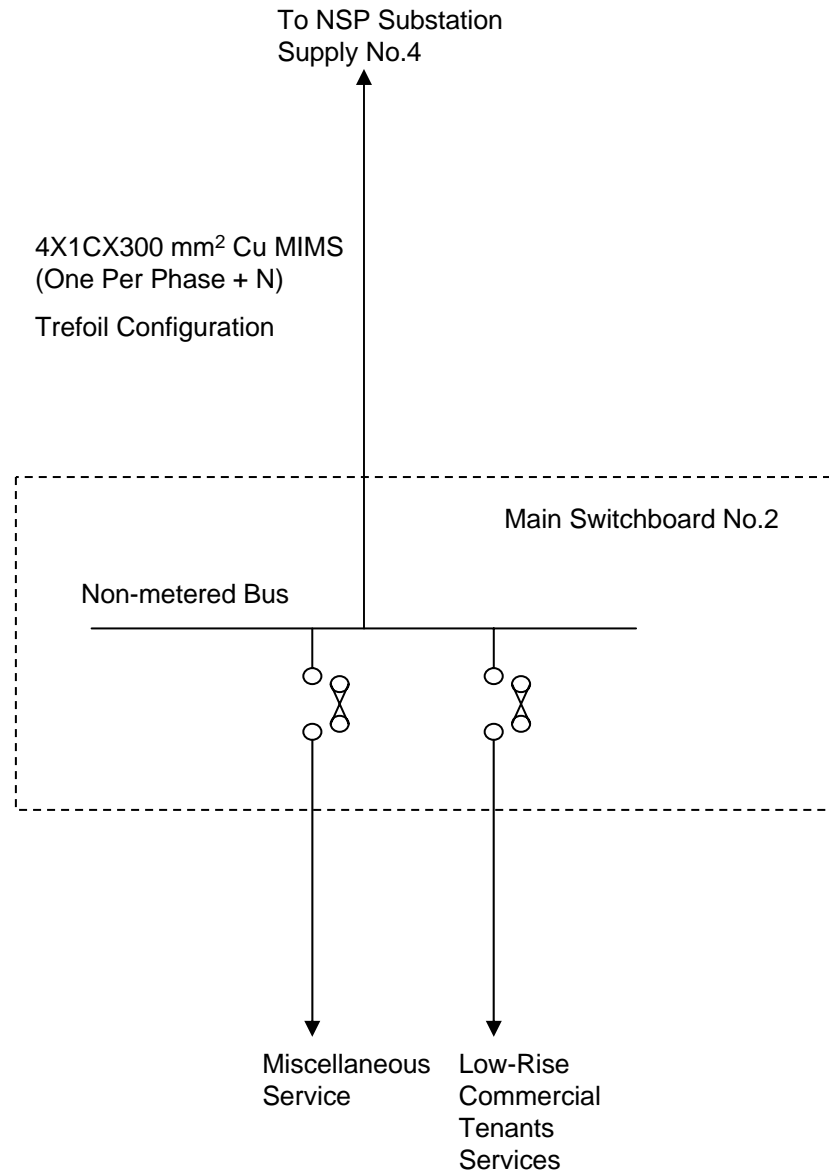 To NSP Substation
Supply No.4
4X1CX300 mm² Cu MIMS
(One Per Phase + N)
Trefoil Configuration
Main Switchboard No.2
Non-metered Bus
Miscellaneous
Service
Low-Rise
Commercial
Tenants
Services